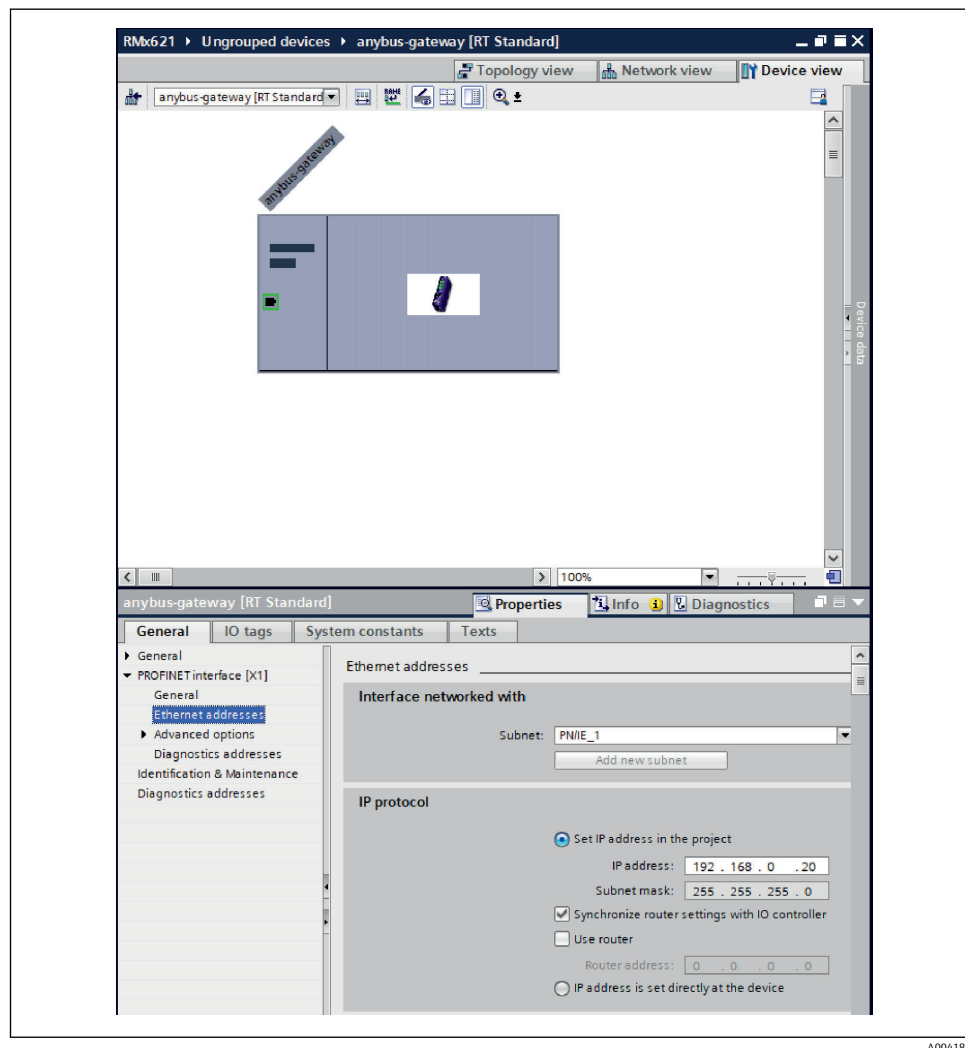 RMx621 ▸ Ungrouped devices ▸ anybus-gateway [RT Standard]
Topology view Network view Device view
anybus-gateway [RT Standard NAME
anybus-gateway
Device data
100%
anybus-gateway [RT Standard] Properties Info Diagnostics
General IO tags System constants Texts
General
PROFINET interface [X1]
General
Ethernet addresses
Advanced options
Diagnostics addresses
Identification & Maintenance
Diagnostics addresses
Ethernet addresses
Interface networked with
Subnet: PN/IE_1
Add new subnet
IP protocol
Set IP address in the project
IP address: 192 . 168 . 0 . 20
Subnet mask: 255 . 255 . 255 . 0
Synchronize router settings with IO controller
Use router
Router address: 0 . 0 . 0 . 0
IP address is set directly at the device